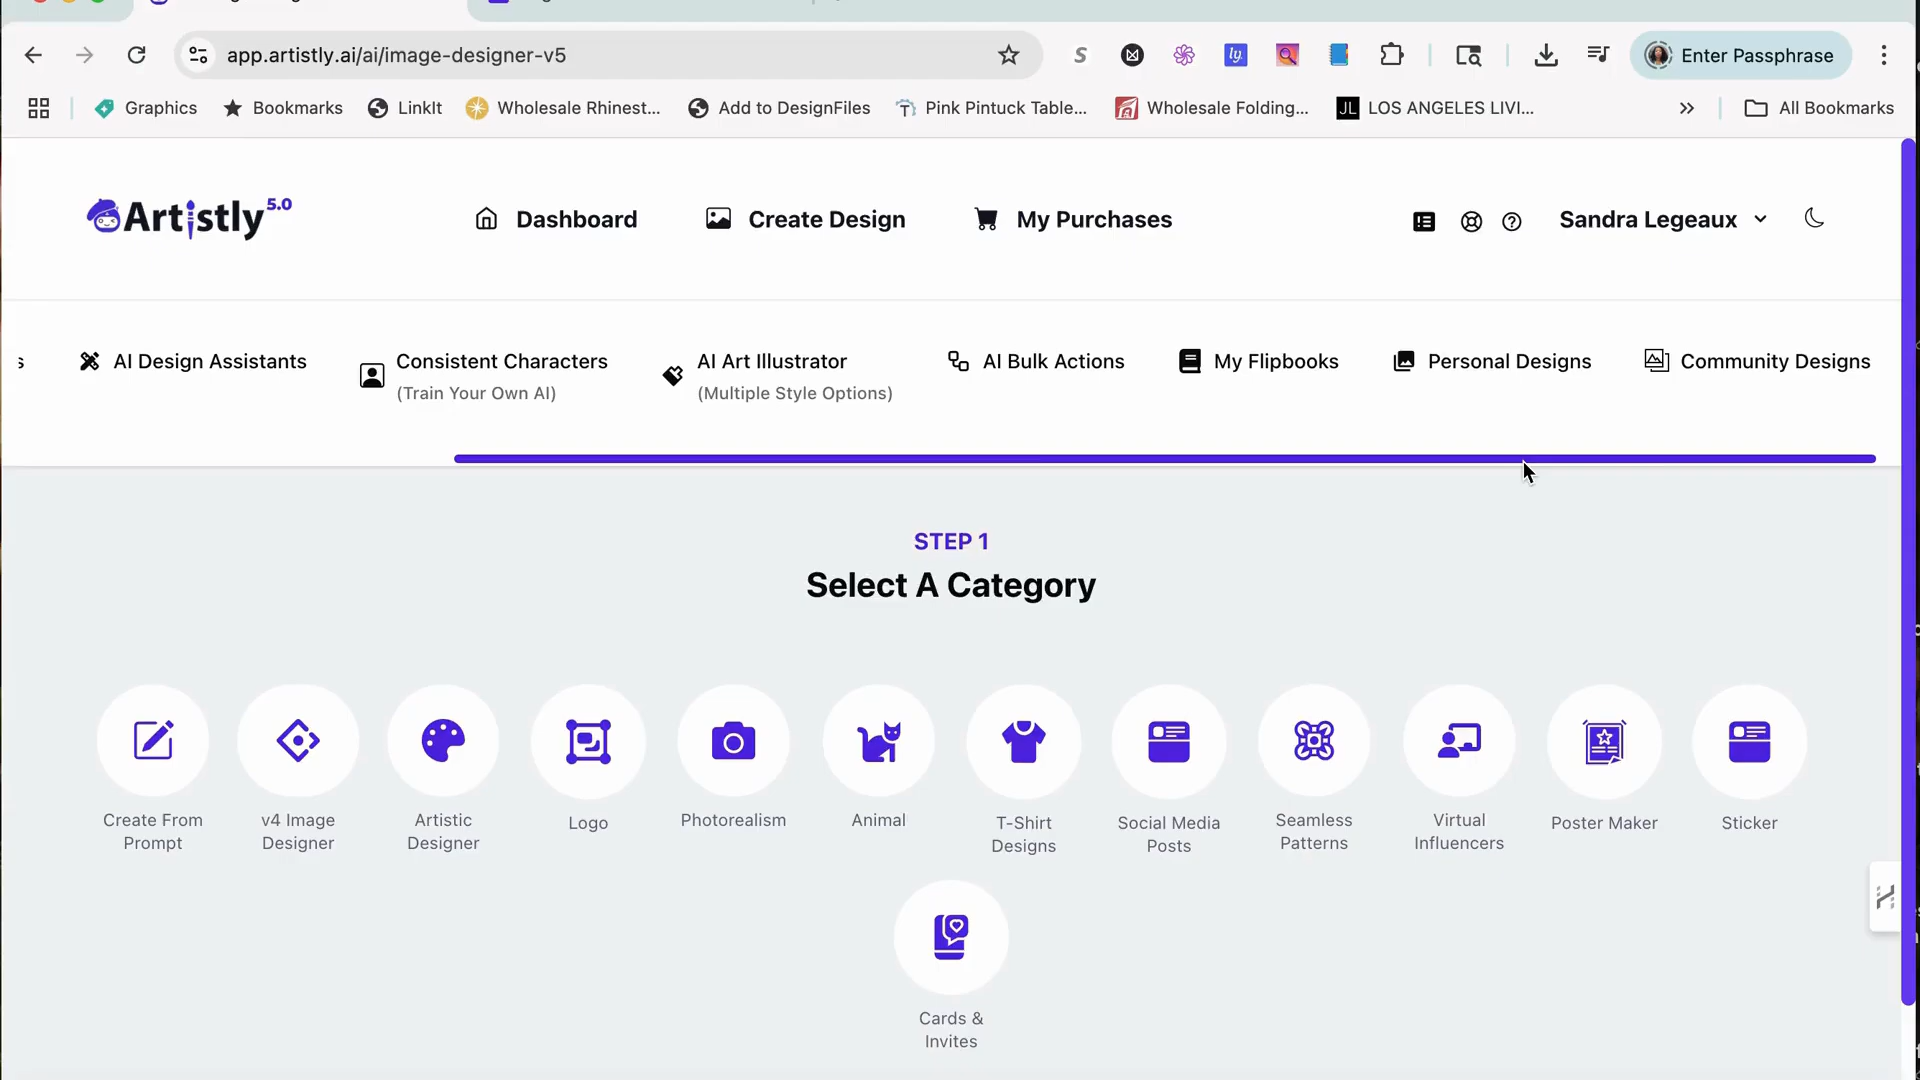 app.artistly.ai/ai/image-designer-v5
S
ly
Enter Passphrase
Graphics
Bookmarks
LinkIt
Wholesale Rhinest...
Add to DesignFiles
Pink Pintuck Table...
Wholesale Folding...
JL LOS ANGELES LIVI...
All Bookmarks
Artistly 5.0
Dashboard
Create Design
My Purchases
Sandra Legeaux
s
AI Design Assistants
Consistent Characters
(Train Your Own AI)
AI Art Illustrator
(Multiple Style Options)
AI Bulk Actions
My Flipbooks
Personal Designs
Community Designs
STEP 1
Select A Category
Create From
Prompt
v4 Image
Designer
Artistic
Designer
Logo
Photorealism
Animal
T-Shirt
Designs
Social Media
Posts
Seamless
Patterns
Virtual
Influencers
Poster Maker
Sticker
Cards &
Invites